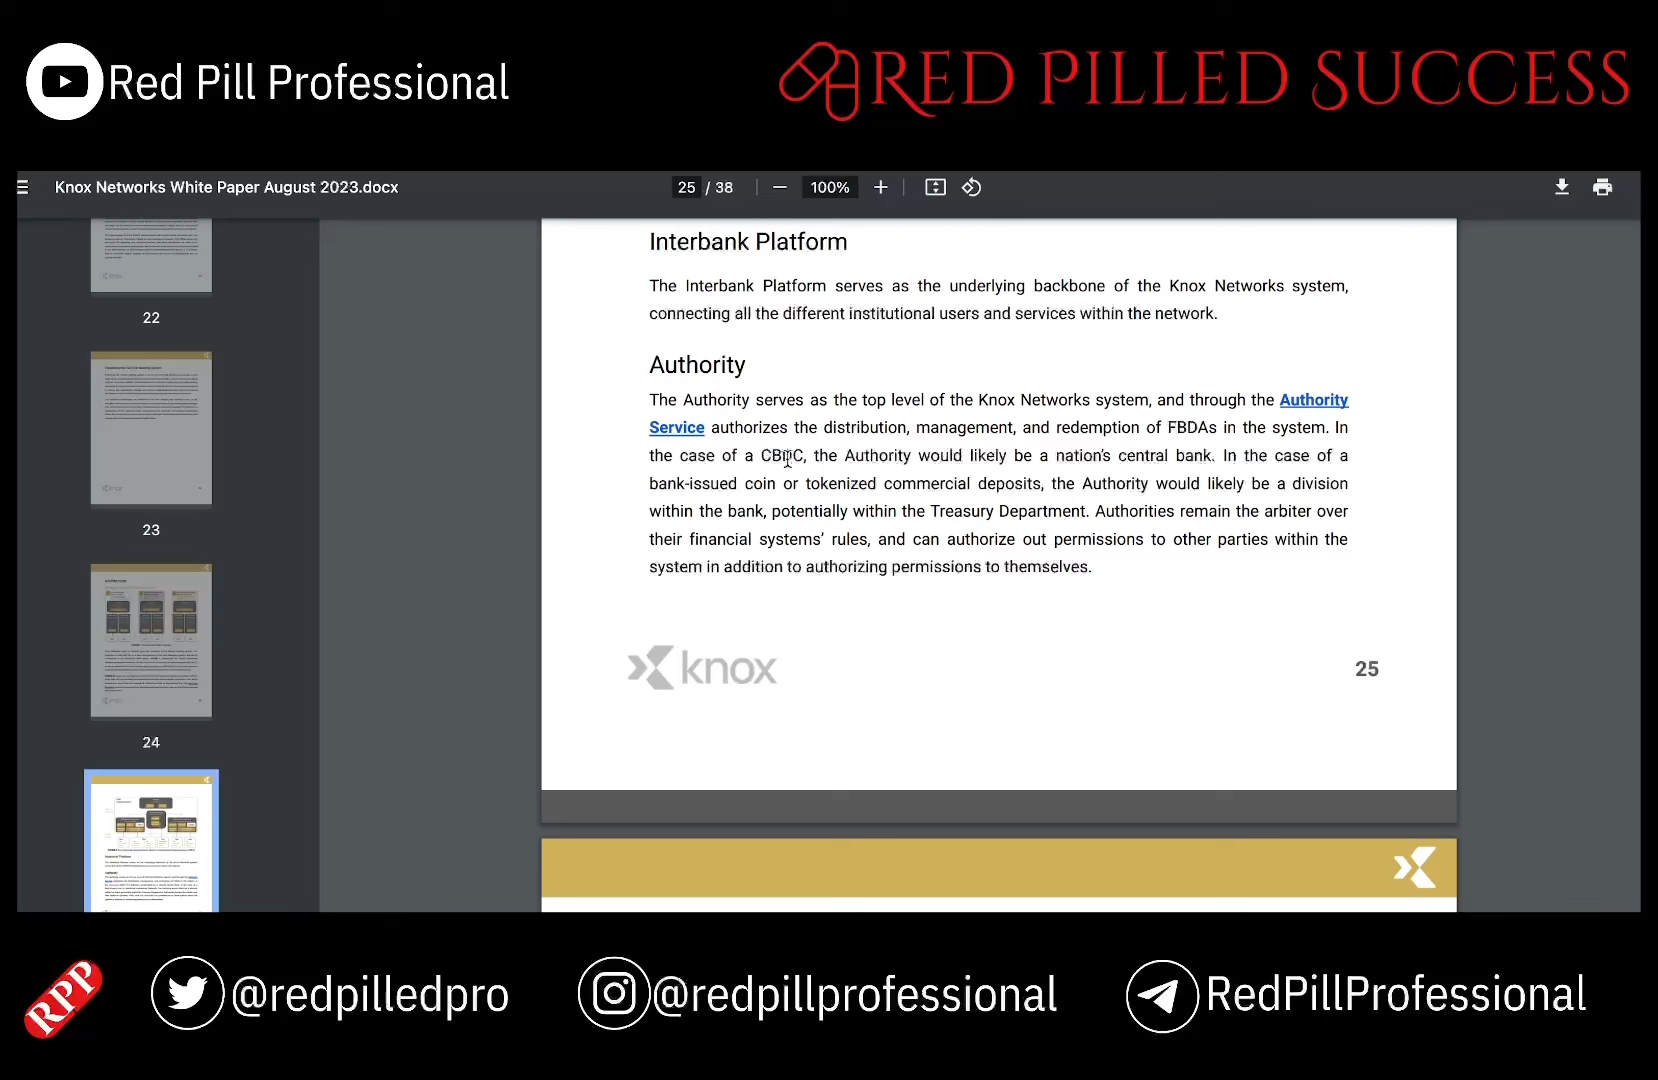 Red Pill Professional
RED PILLED SUCCESS
Knox Networks White Paper August 2023.docx
25 / 38
100%
22
23
24
Interbank Platform
The Interbank Platform serves as the underlying backbone of the Knox Networks system,
connecting all the different institutional users and services within the network.
Authority
The Authority serves as the top level of the Knox Networks system, and through the Authority
Service authorizes the distribution, management, and redemption of FBDAs in the system. In
the case of a CBDC, the Authority would likely be a nation's central bank. In the case of a
bank-issued coin or tokenized commercial deposits, the Authority would likely be a division
within the bank, potentially within the Treasury Department. Authorities remain the arbiter over
their financial systems' rules, and can authorize out permissions to other parties within the
system in addition to authorizing permissions to themselves.
knox
25
RPP
@redpilledpro
@redpillprofessional
RedPillProfessional